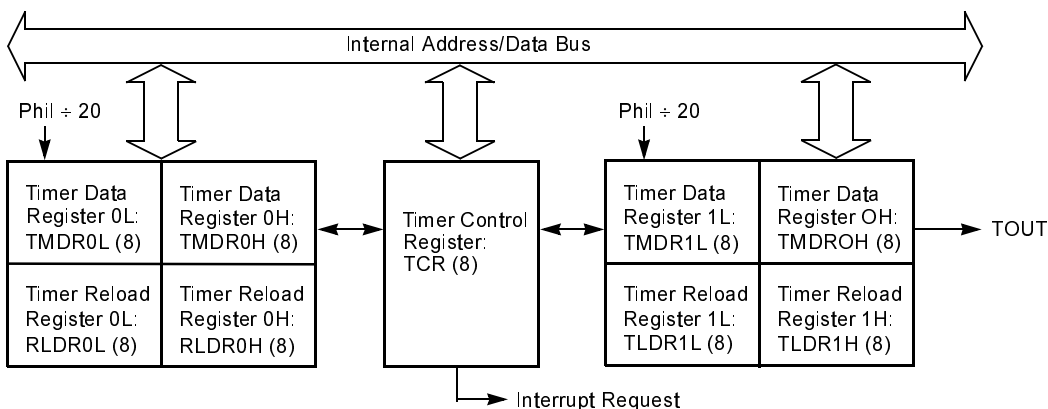 Internal Address/Data Bus
Phil ÷ 20
Phil ÷ 20
Timer Data
Register 0L:
TMDR0L (8)
Timer Data
Register 0H:
TMDR0H (8)
Timer Reload
Register 0L:
RLDR0L (8)
Timer Reload
Register 0H:
RLDR0H (8)
Timer Control
Register:
TCR (8)
Timer Data
Register 1L:
TMDR1L (8)
Timer Data
Register OH:
TMDROH (8)
Timer Reload
Register 1L:
TLDR1L (8)
Timer Reload
Register 1H:
TLDR1H (8)
TOUT
Interrupt Request